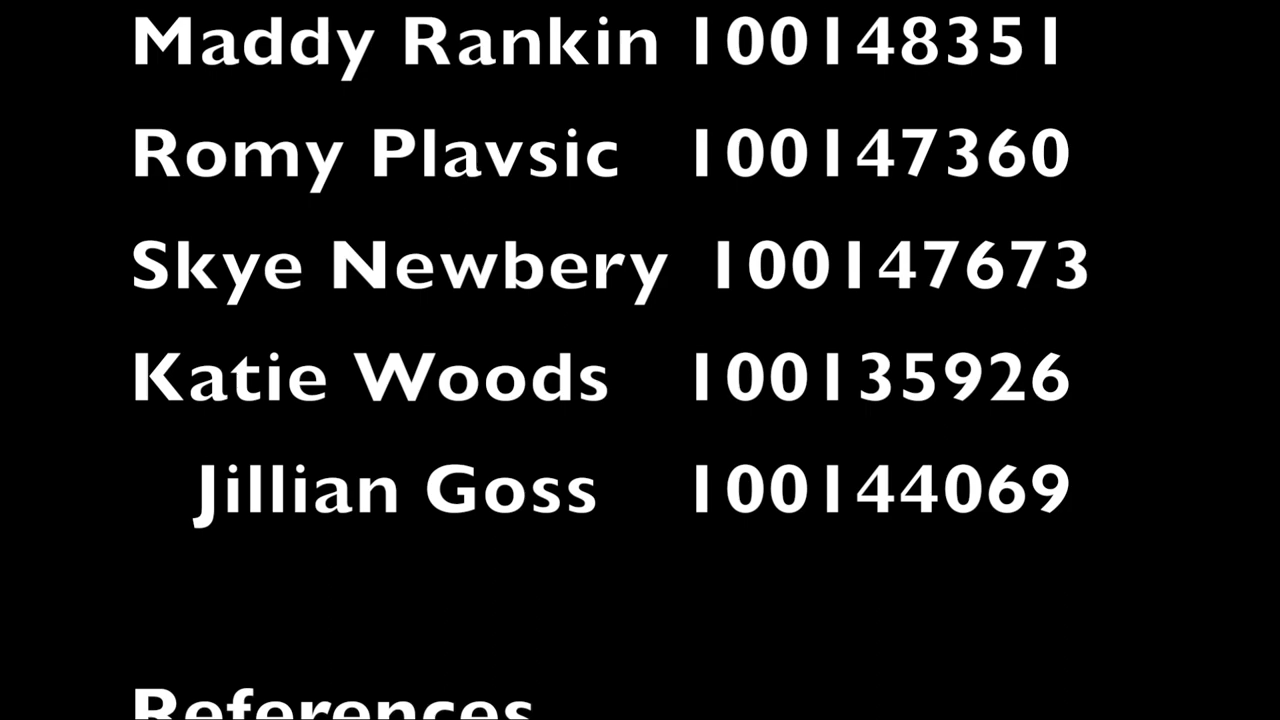 Maddy Rankin 100148351
Romy Plavsic 100147360
Skye Newbery 100147673
Katie Woods 100135926
Jillian Goss 100144069
References